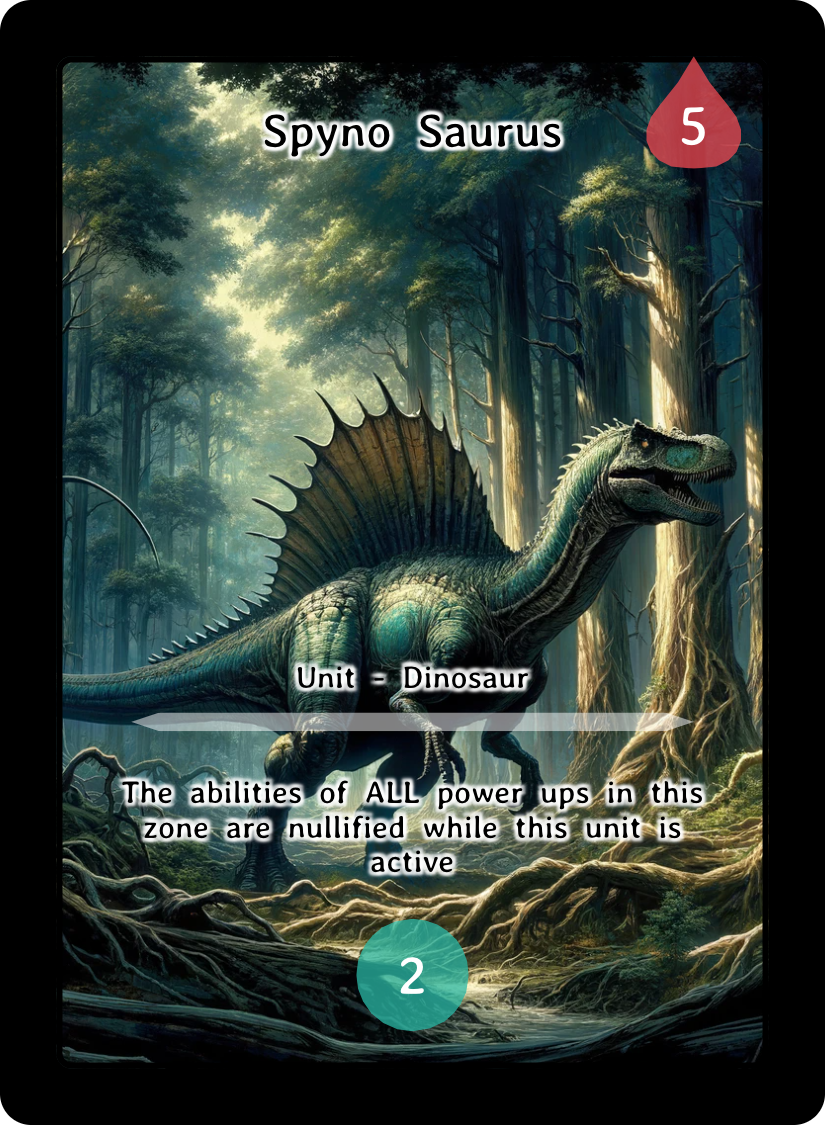 Spyno Saurus
5
Unit - Dinosaur
The abilities of ALL power ups in this
zone are nullified while this unit is
active
2